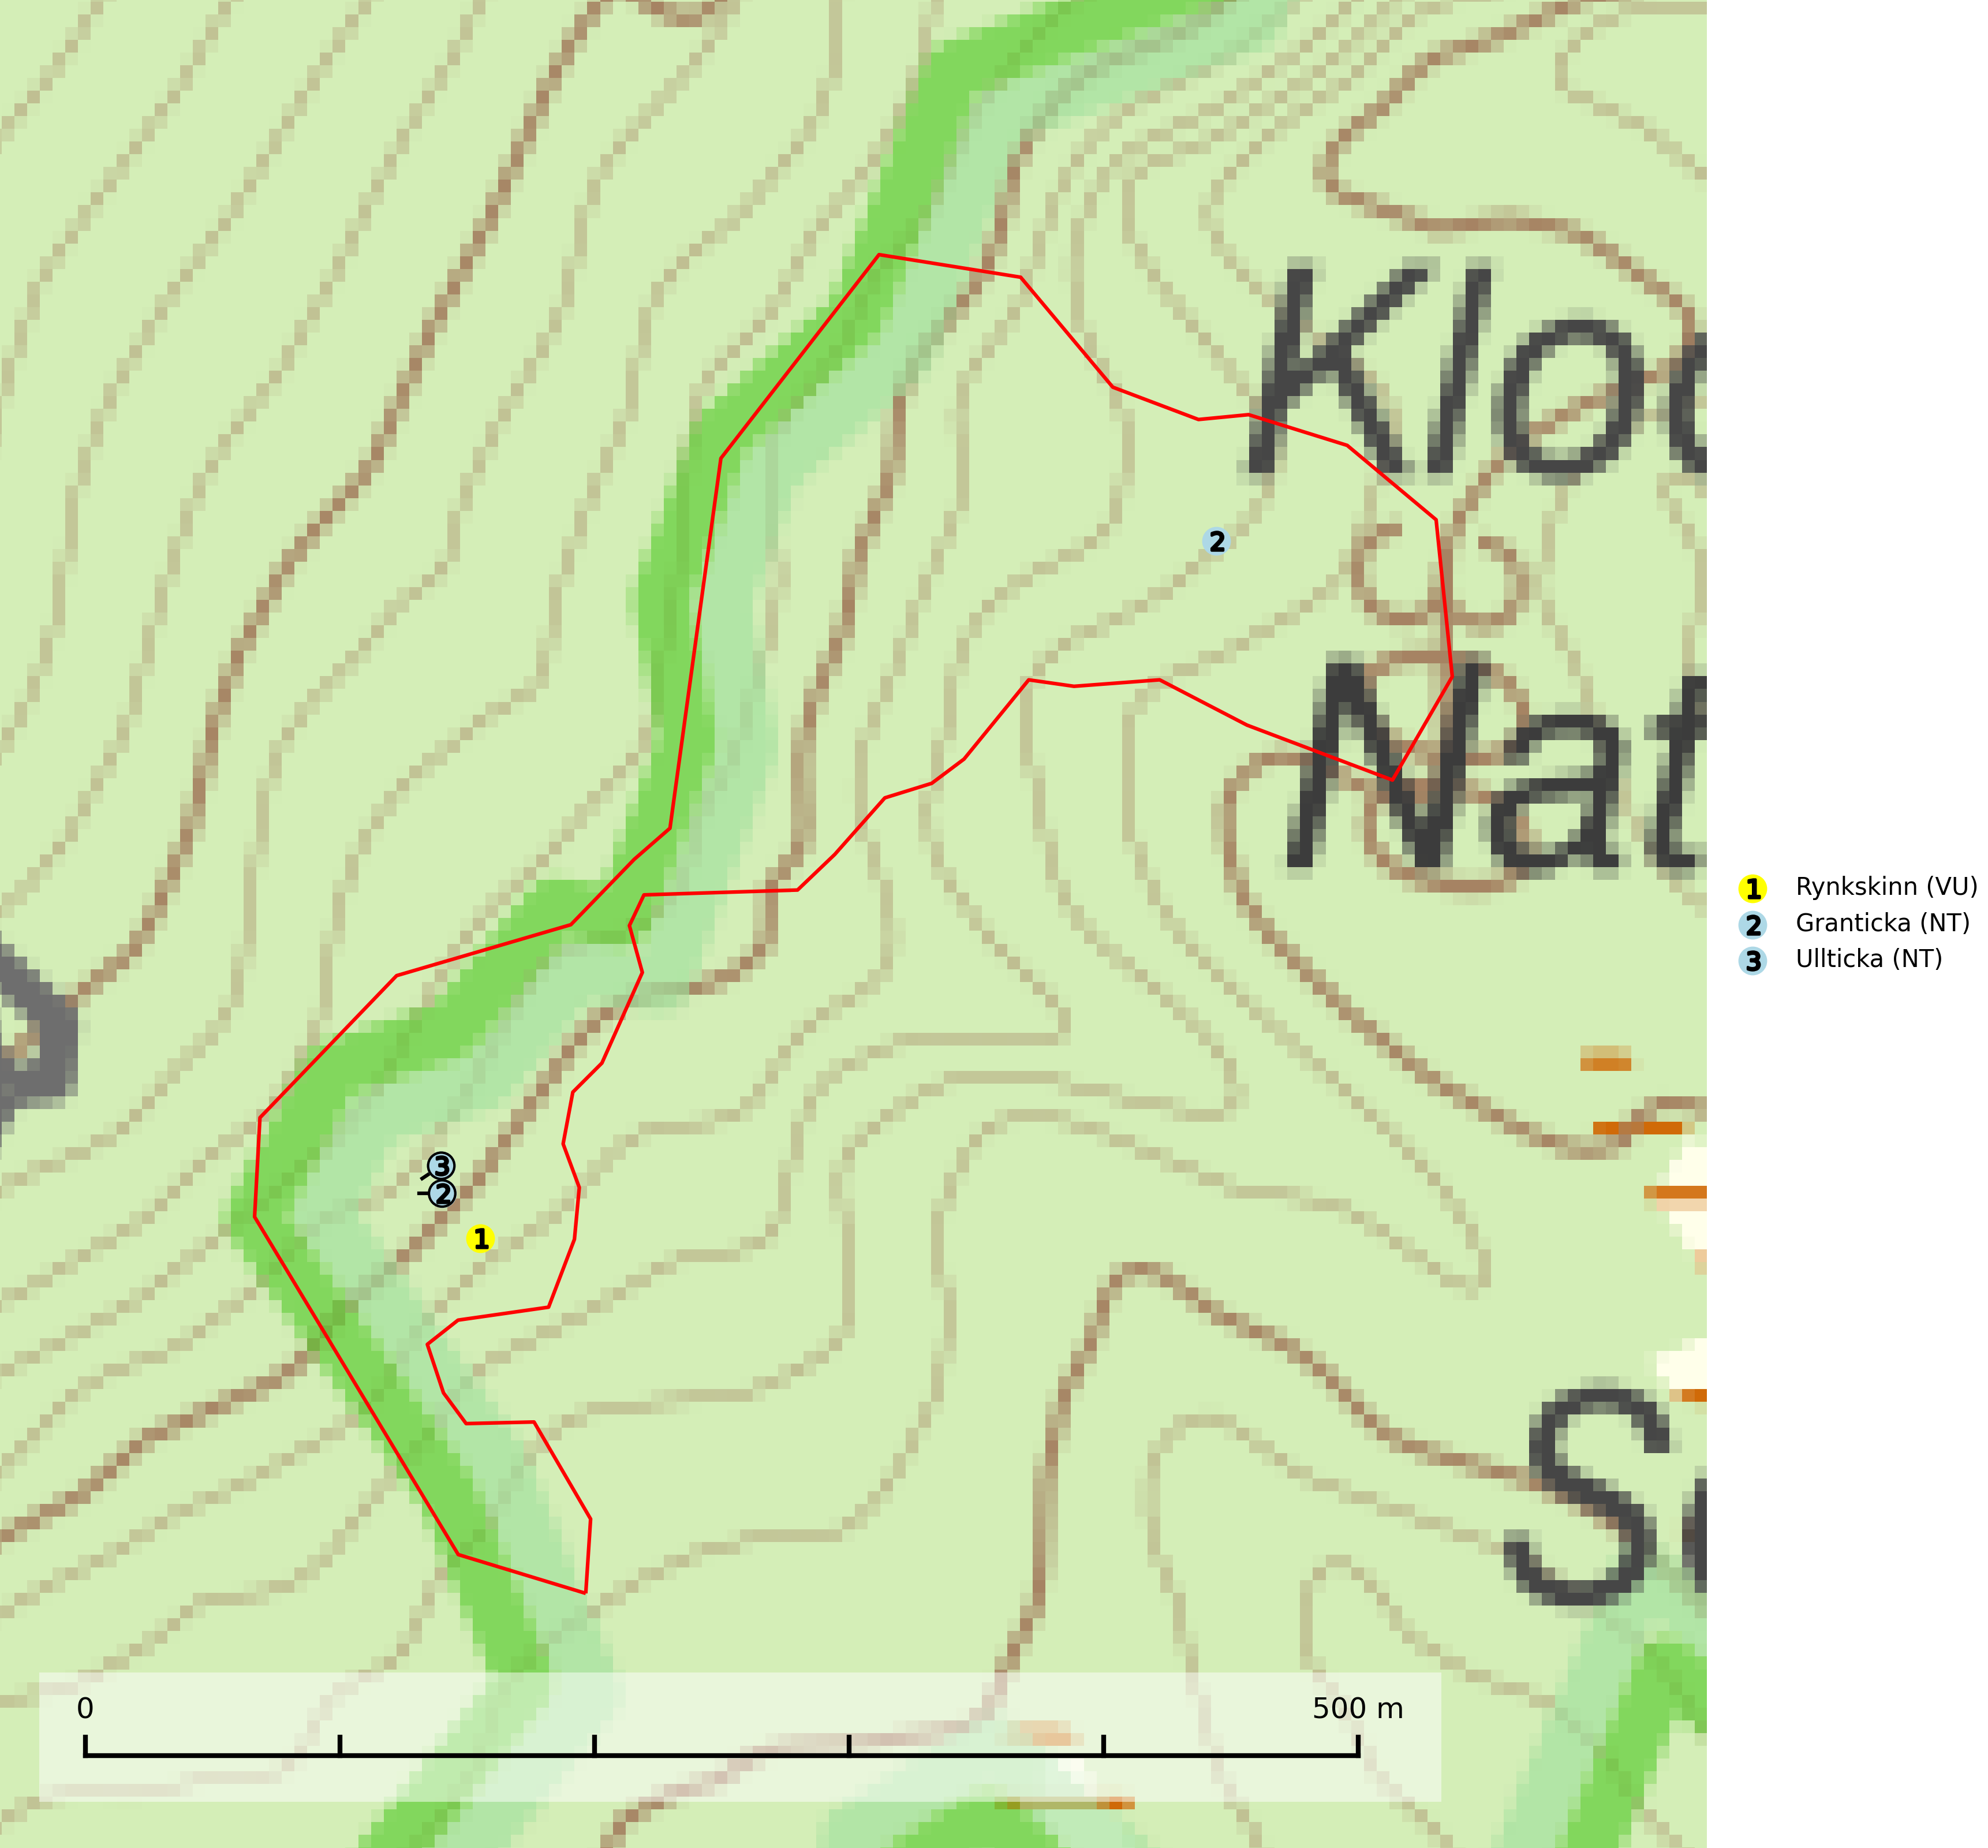 Klo
2
Nat
3
2
1
S
0
500 m
1 Rynkskinn (VU)
2 Granticka (NT)
3 Ullticka (NT)